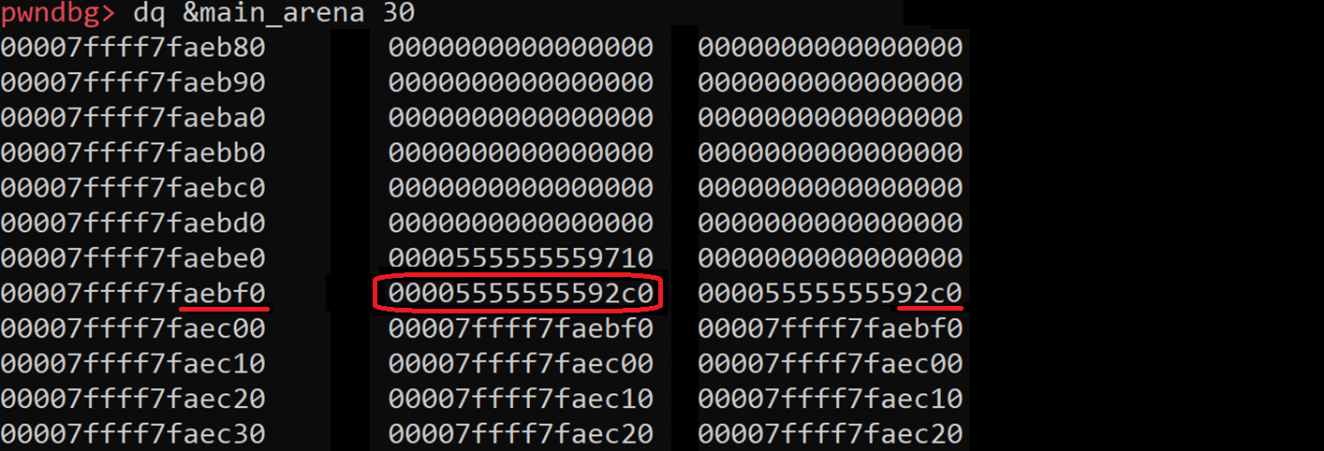 pwndbg> dq &main_arena 30
00007ffff7faeb80 0000000000000000 0000000000000000
00007ffff7faeb90 0000000000000000 0000000000000000
00007ffff7faeba0 0000000000000000 0000000000000000
00007ffff7faebb0 0000000000000000 0000000000000000
00007ffff7faebc0 0000000000000000 0000000000000000
00007ffff7faebd0 0000000000000000 0000000000000000
00007ffff7faebe0 0000555555559710 0000000000000000
00007ffff7faebf0 00005555555592c0 00005555555592c0
00007ffff7faec00 00007ffff7faebf0 00007ffff7faebf0
00007ffff7faec10 00007ffff7faec00 00007ffff7faec00
00007ffff7faec20 00007ffff7faec10 00007ffff7faec10
00007ffff7faec30 00007ffff7faec20 00007ffff7faec20